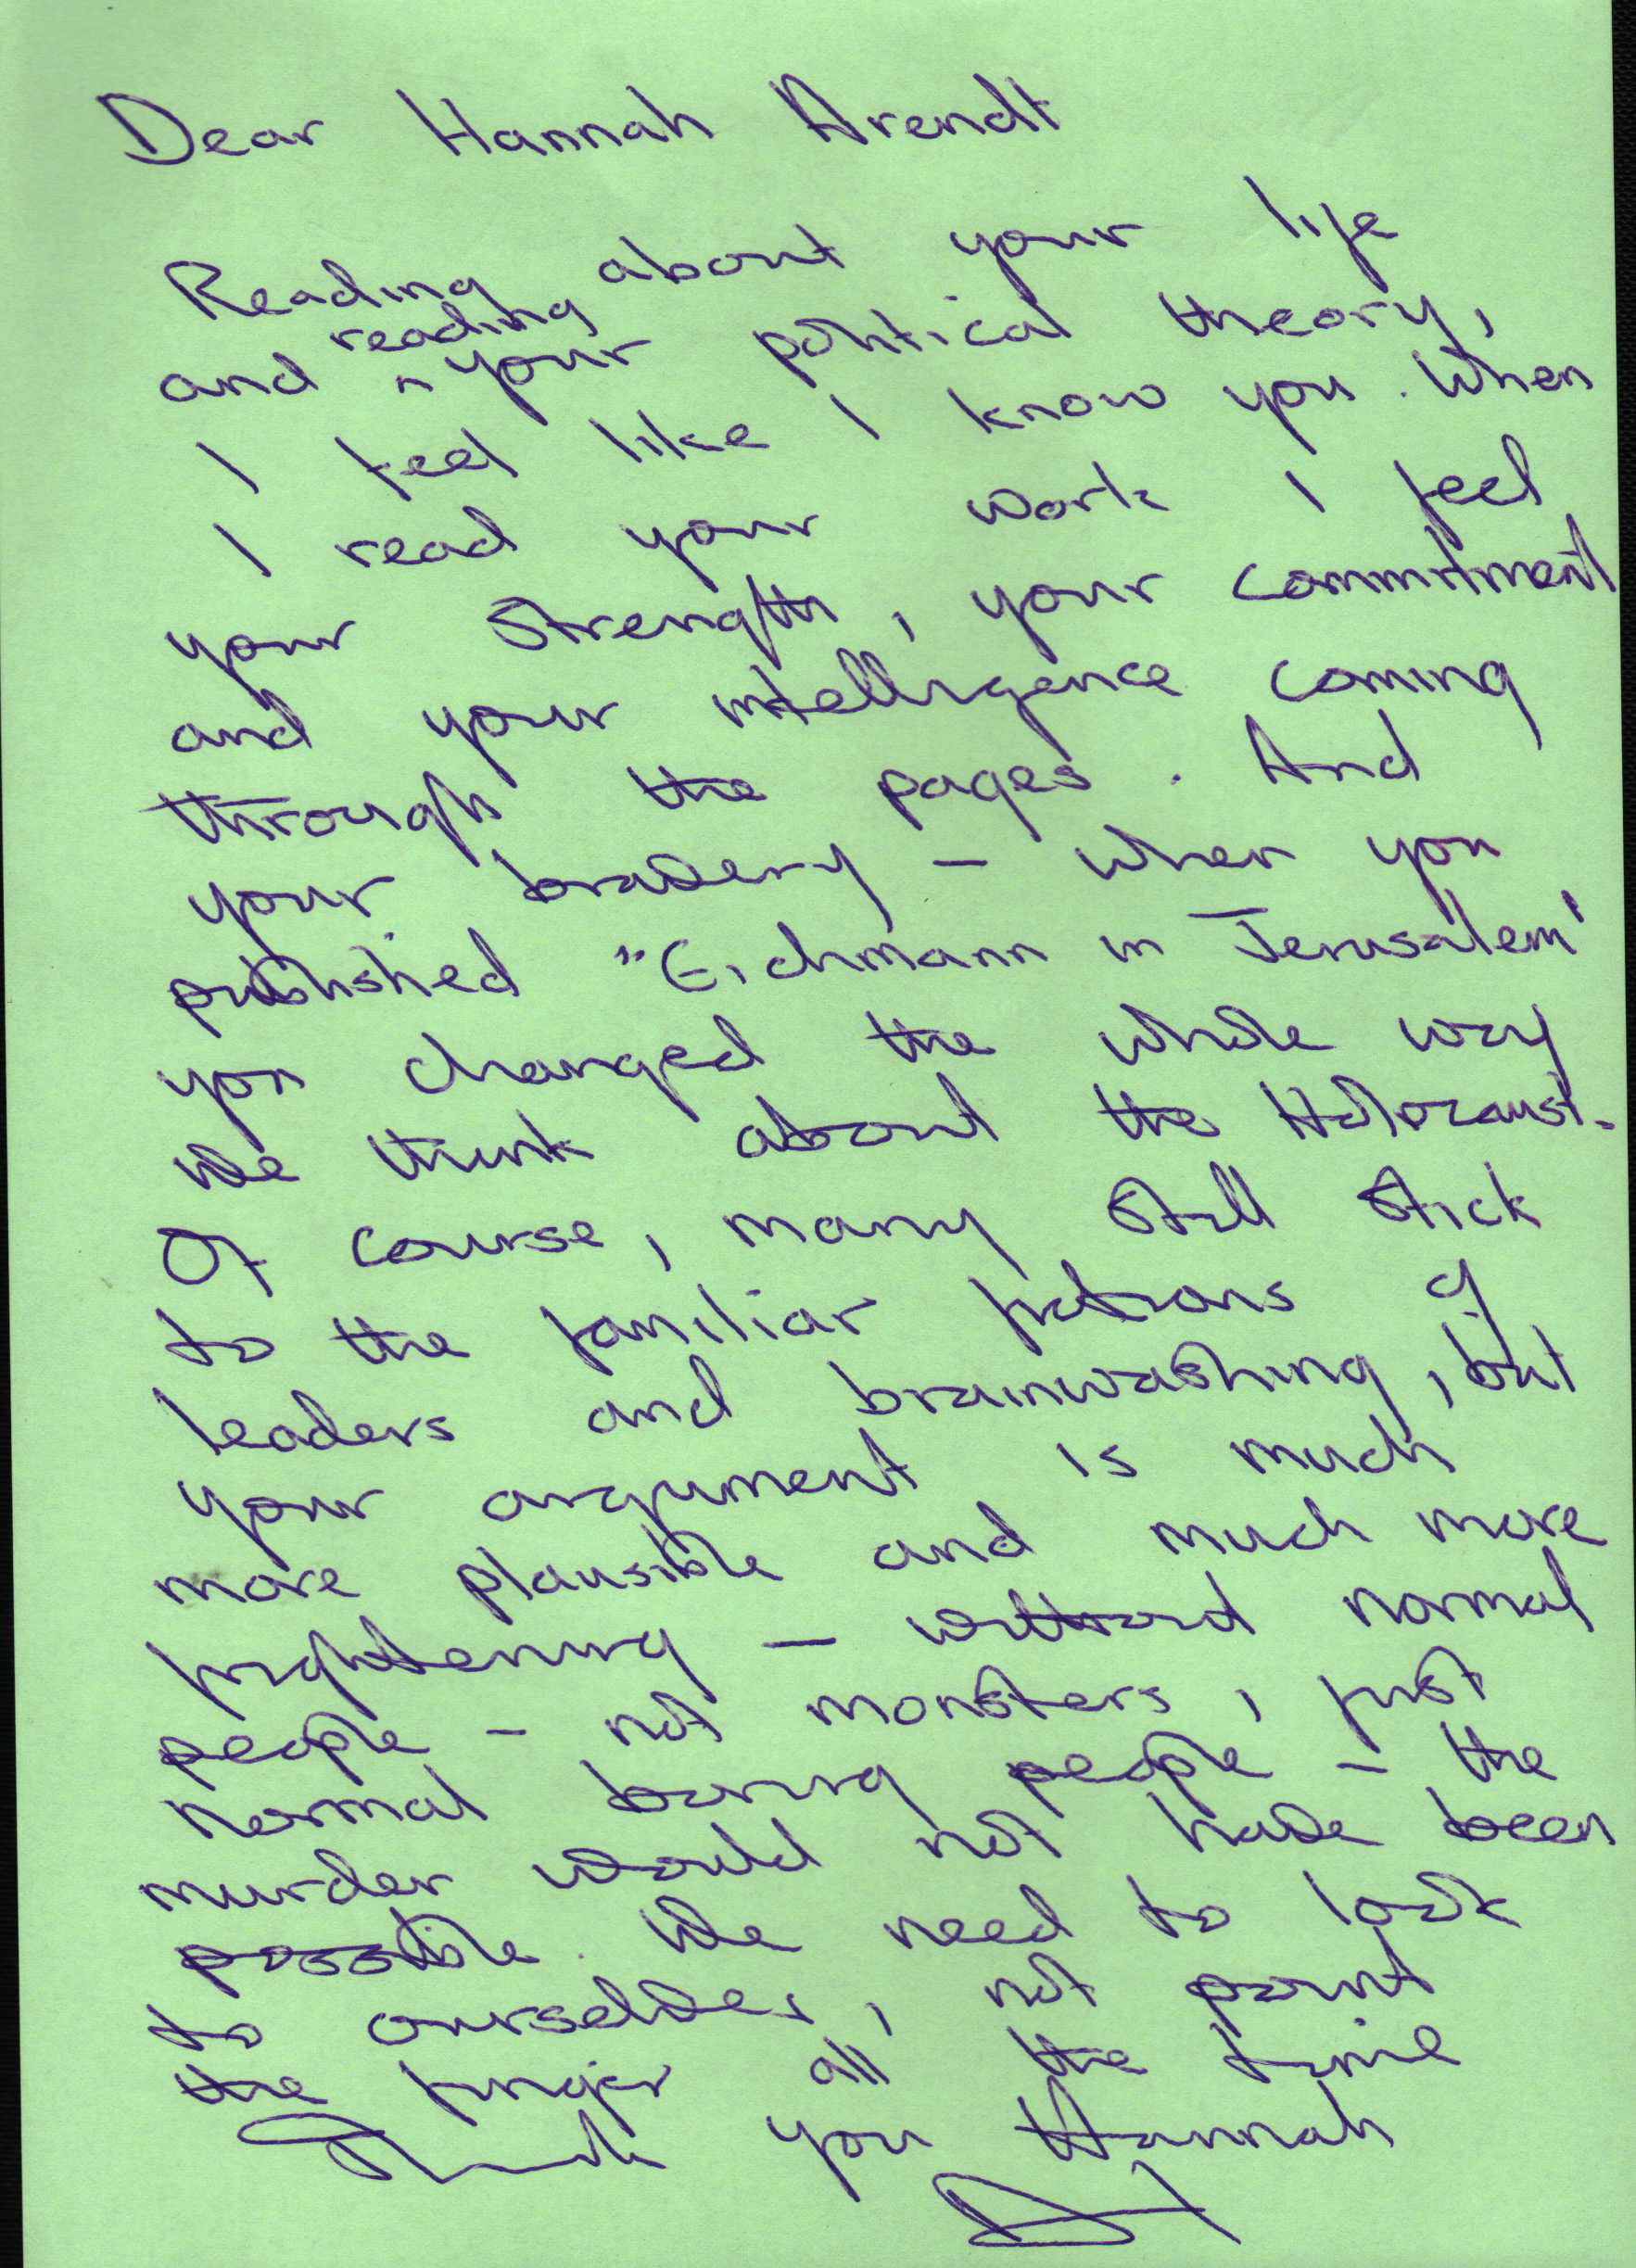 Dear Hannah Arendt
Reading about your life
and ^ reading your political theory,
I feel like I know you. When
I read your work I feel
your strength, your commitment
and your intelligence coming
through the pages. And
your bravery – when you
published "Eichmann in Jerusalem"
you changed the whole way
we think about the Holocaust.
Of course, many still stick
to the familiar fictions of
leaders and brainwashing, but
your argument is much
more plausible and much more
frightening – without normal
people – not monsters, just
normal boring people – the
murder would not have been
possible. We need to look
to ourselves, not point
the finger all the time
Thank you Hannah